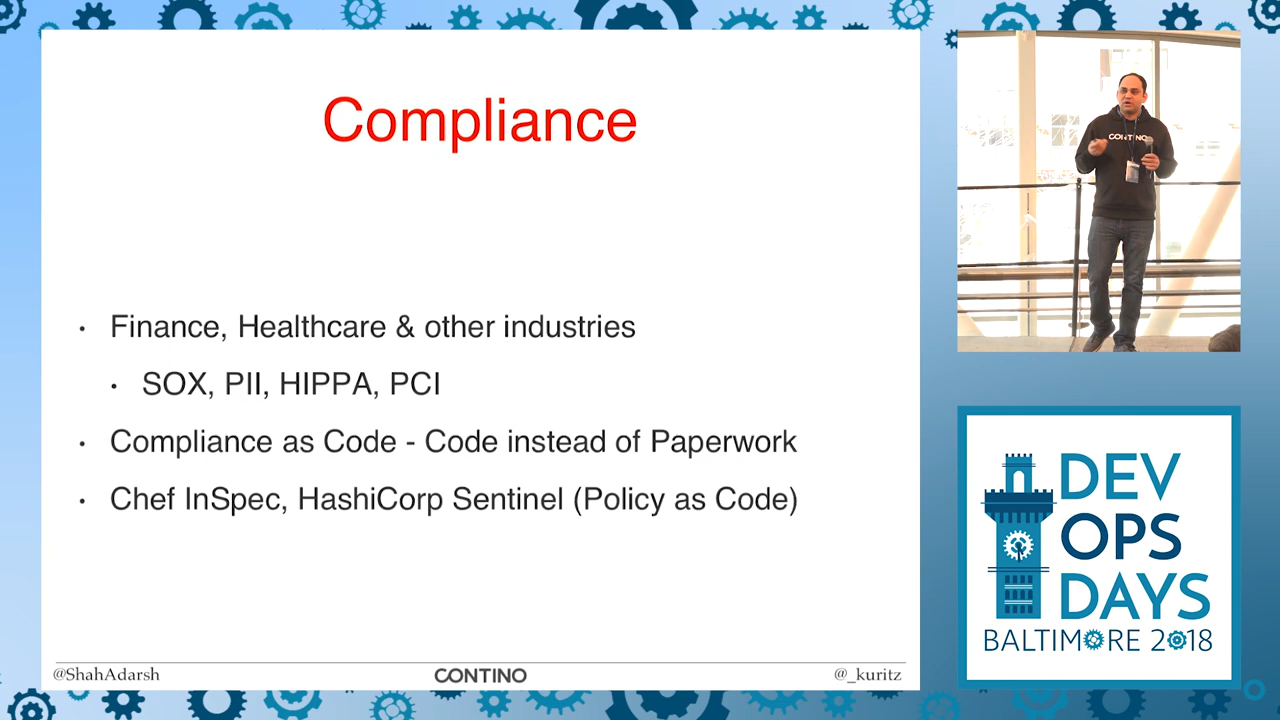 Compliance
• Finance, Healthcare & other industries
• SOX, PII, HIPPA, PCI
• Compliance as Code - Code instead of Paperwork
• Chef InSpec, HashiCorp Sentinel (Policy as Code)
@ShahAdarsh
CONTINO
@_kuritz
CONTINO
DEV
OPS
DAYS
BALTIMORE 2018